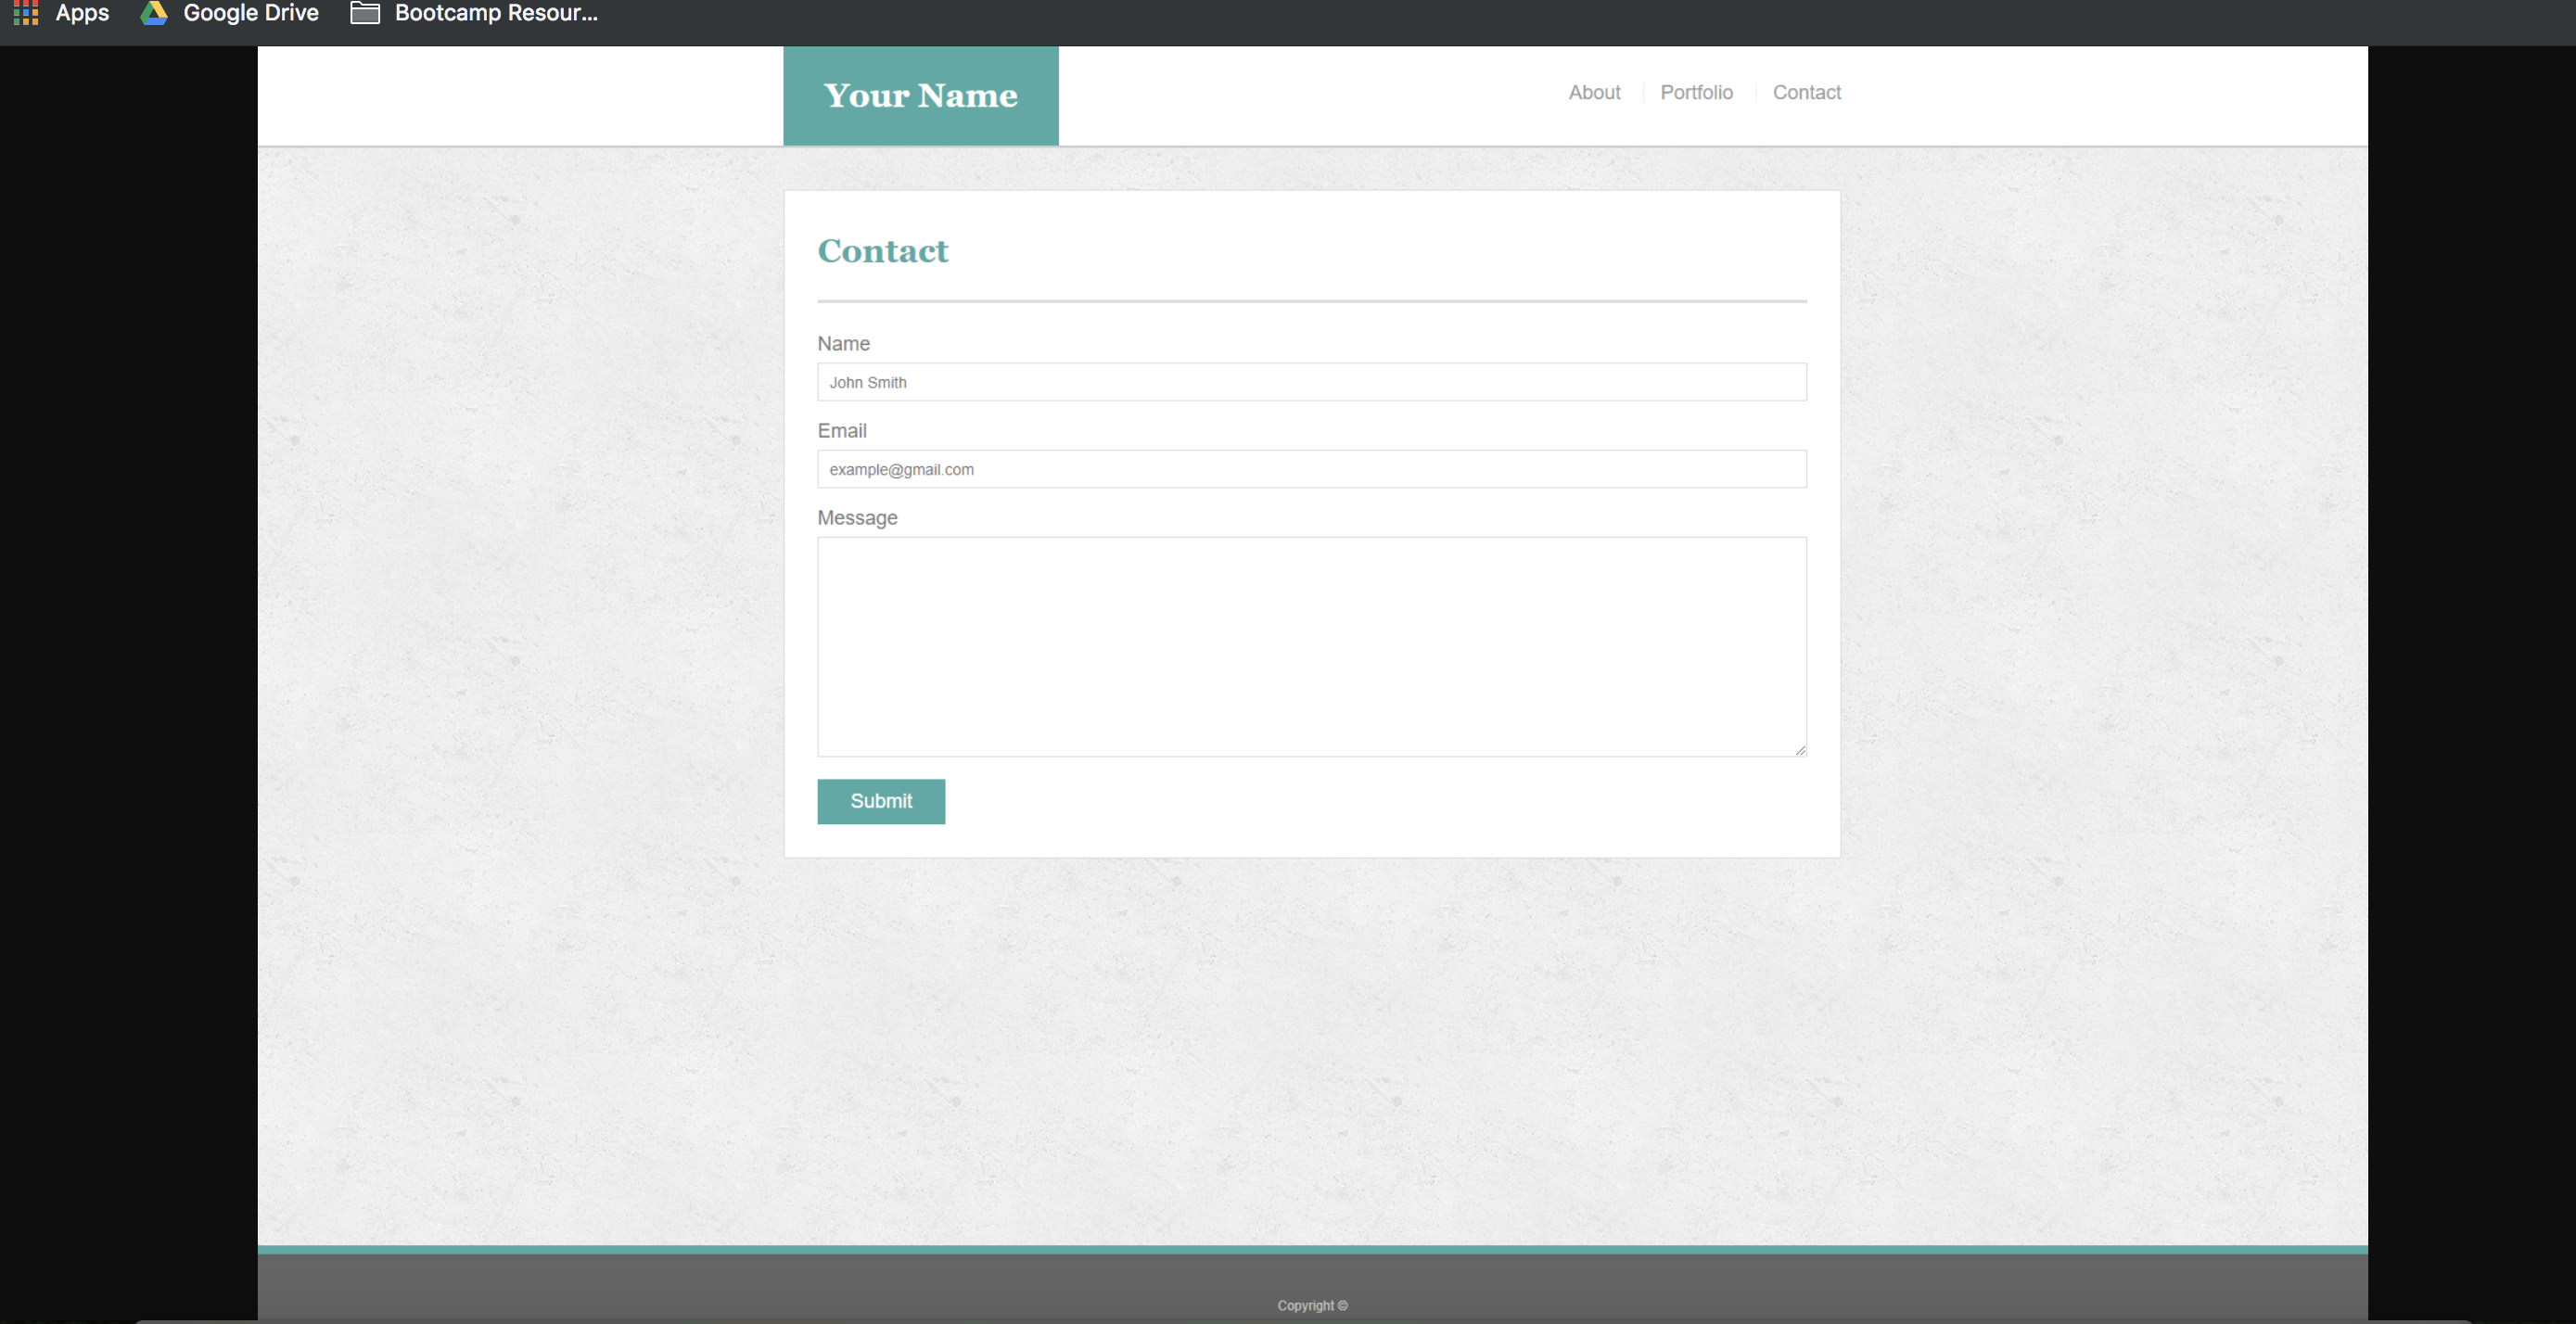 Apps Google Drive Bootcamp Resour...
Your Name
About Portfolio Contact
Contact
Name
John Smith
Email
example@gmail.com
Message
Submit
Copyright ©